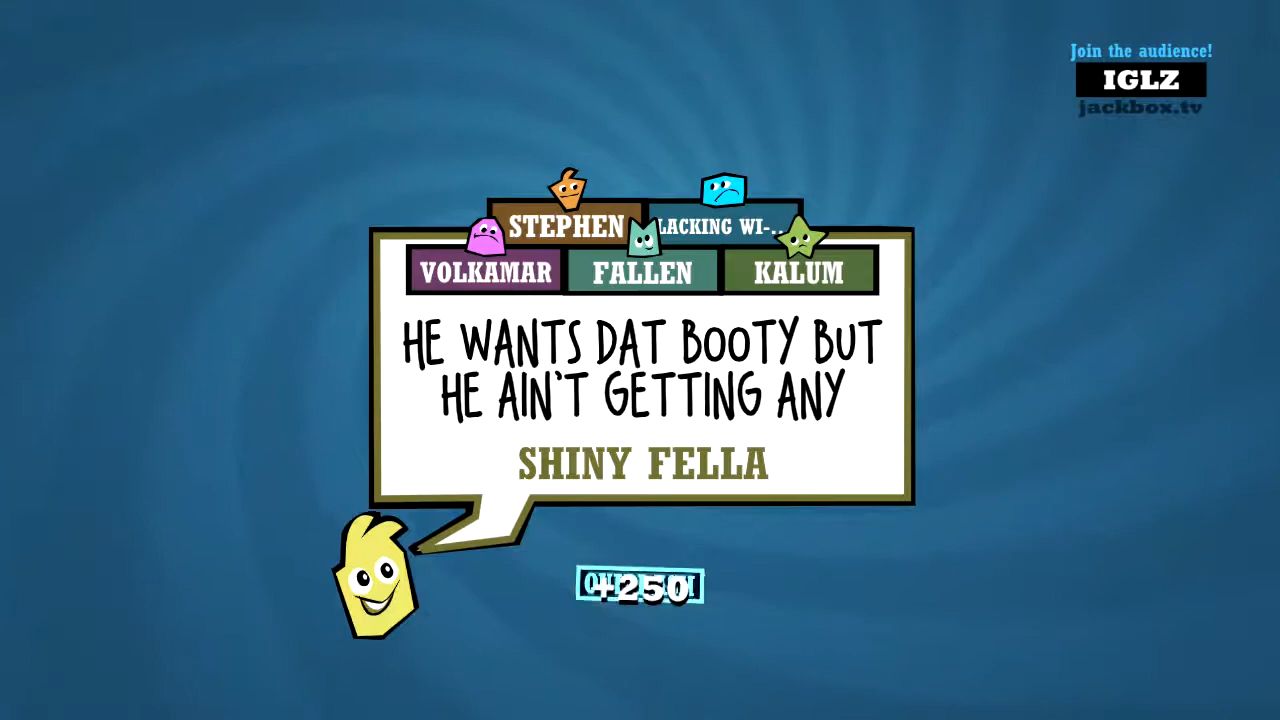 Join the audience!
IGLZ
jackbox.tv
STEPHEN
LACKING WI-..
VOLKAMAR
FALLEN
KALUM
HE WANTS DAT BOOTY BUT
HE AIN'T GETTING ANY
SHINY FELLA
+250